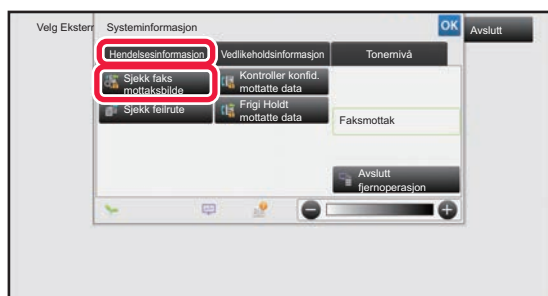 Velg Ekstern
Systeminformasjon
OK
Avslutt
Hendelsesinformasjon
Vedlikeholdsinformasjon
Tonernivå
Sjekk faks
mottaksbilde
Kontroller konfid.
mottatte data
Sjekk feilrute
Frigi Holdt
mottatte data
Faksmottak
Avslutt
fjernoperasjon